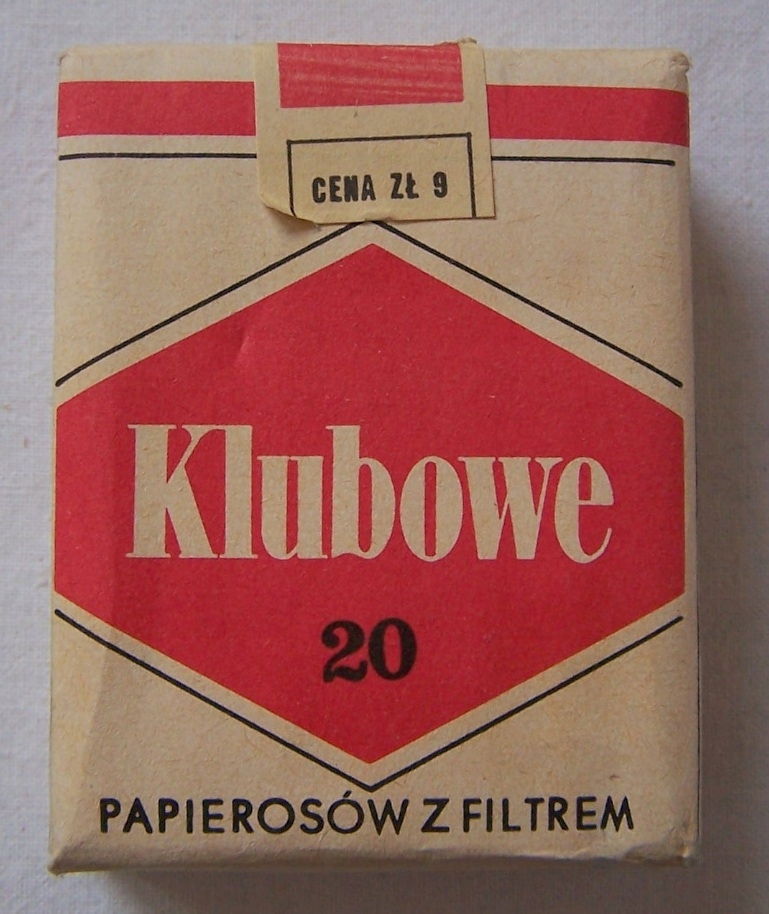 CENA ZŁ 9
Klubowe
20
PAPIEROSÓW Z FILTREM